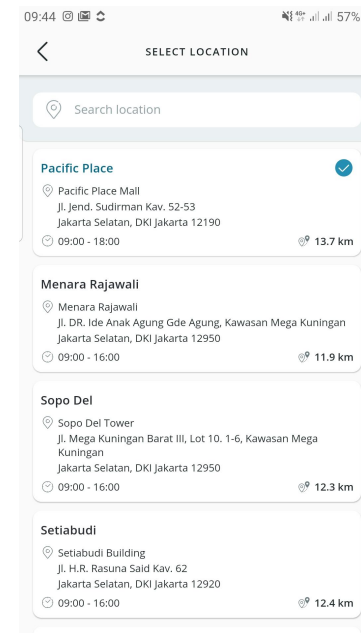 09:44 4G+ 57%
SELECT LOCATION
Search location
Pacific Place
Pacific Place Mall
Jl. Jend. Sudirman Kav. 52-53
Jakarta Selatan, DKI Jakarta 12190
09:00 - 18:00 13.7 km
Menara Rajawali
Menara Rajawali
Jl. DR. Ide Anak Agung Gde Agung, Kawasan Mega Kuningan
Jakarta Selatan, DKI Jakarta 12950
09:00 - 16:00 11.9 km
Sopo Del
Sopo Del Tower
Jl. Mega Kuningan Barat III, Lot 10. 1-6, Kawasan Mega
Kuningan
Jakarta Selatan, DKI Jakarta 12950
09:00 - 16:00 12.3 km
Setiabudi
Setiabudi Building
Jl. H.R. Rasuna Said Kav. 62
Jakarta Selatan, DKI Jakarta 12920
09:00 - 16:00 12.4 km